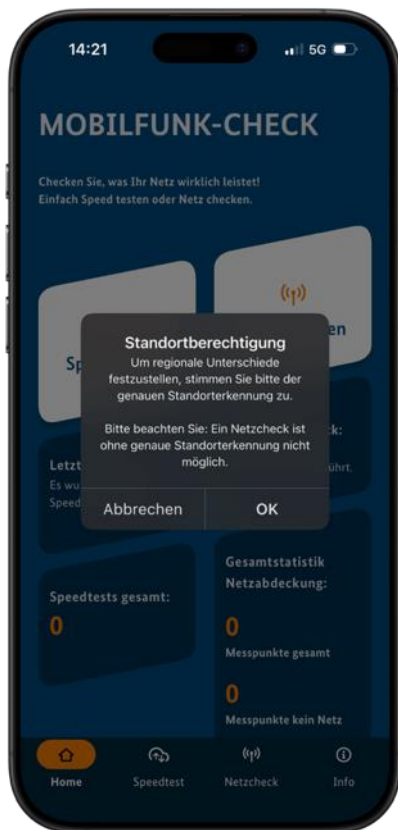 14:21
5G
MOBILFUNK-CHECK
Checken Sie, was Ihr Netz wirklich leistet!
Einfach Speed testen oder Netz checken.
Sp
en
Standortberechtigung
Um regionale Unterschiede
festzustellen, stimmen Sie bitte der
genauen Standorterkennung zu.
Bitte beachten Sie: Ein Netzcheck ist
ohne genaue Standorterkennung nicht
möglich.
Abbrechen
OK
Letzt
Es wu
Speed
k:
ührt.
Speedtests gesamt:
0
Gesamtstatistik
Netzabdeckung:
0
Messpunkte gesamt
0
Messpunkte kein Netz
Home
Speedtest
Netzcheck
Info